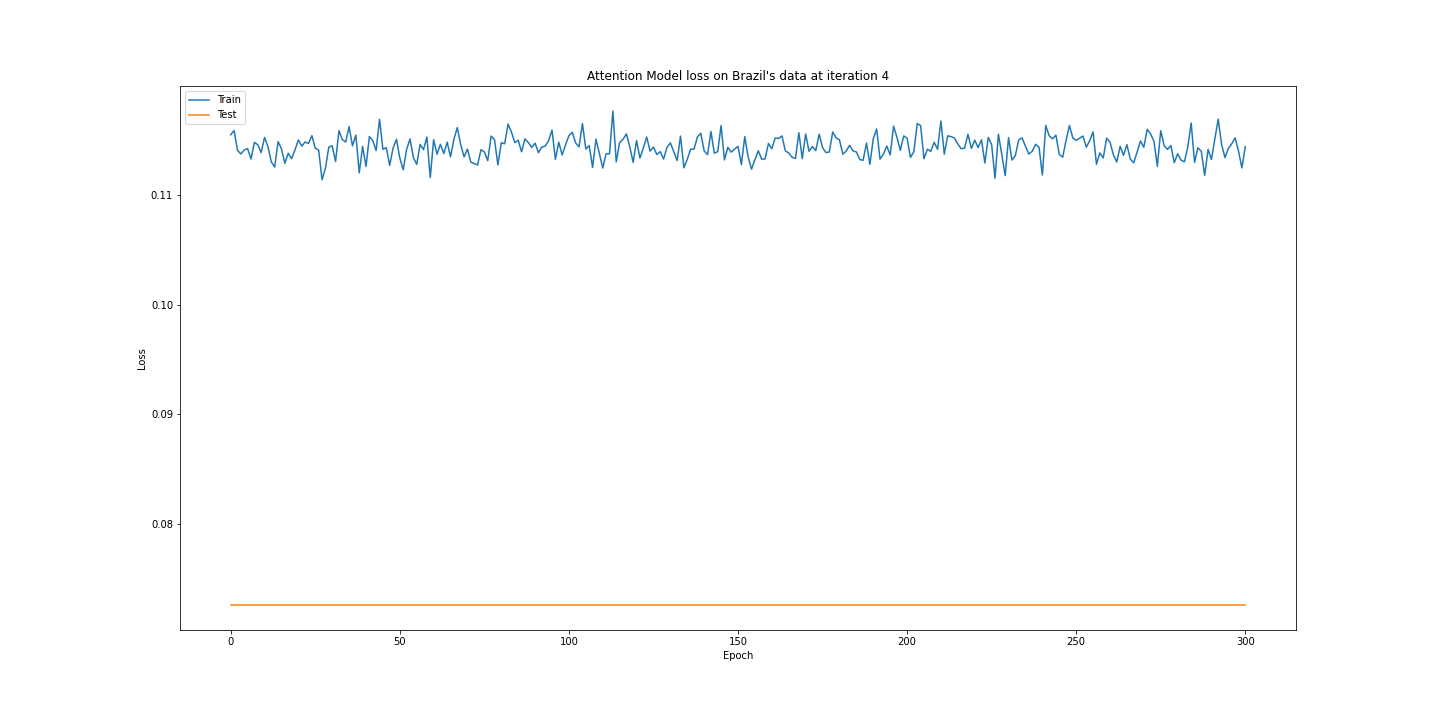 Attention Model loss on Brazil's data at iteration 4
Train
Test
0.11
0.10
0.09
0.08
Loss
0
50
100
150
200
250
300
Epoch